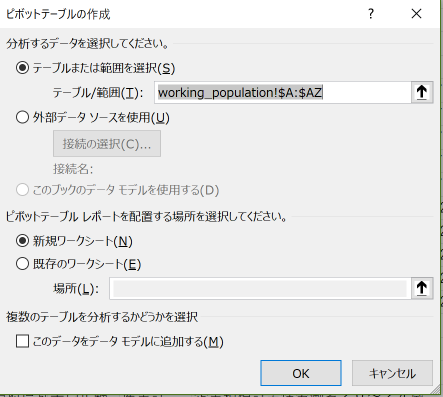 ピボットテーブルの作成
分析するデータを選択してください。
テーブルまたは範囲を選択(S)
テーブル/範囲(T): working_population!$A:$AZ
外部データ ソースを使用(U)
接続の選択(C)...
接続名:
このブックのデータ モデルを使用する(D)
ピボットテーブル レポートを配置する場所を選択してください。
新規ワークシート(N)
既存のワークシート(E)
場所(L):
複数のテーブルを分析するかどうかを選択
このデータをデータ モデルに追加する(M)
OK キャンセル